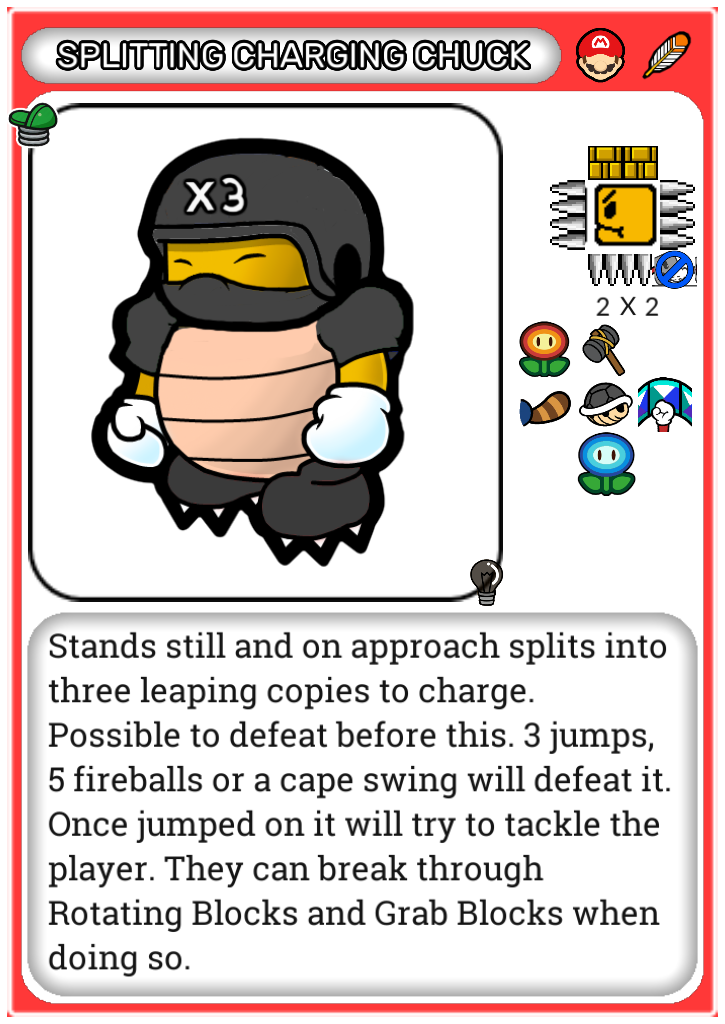 SPLITTING CHARGING CHUCK
M
X3
2 X 2
Stands still and on approach splits into
three leaping copies to charge.
Possible to defeat before this. 3 jumps,
5 fireballs or a cape swing will defeat it.
Once jumped on it will try to tackle the
player. They can break through
Rotating Blocks and Grab Blocks when
doing so.